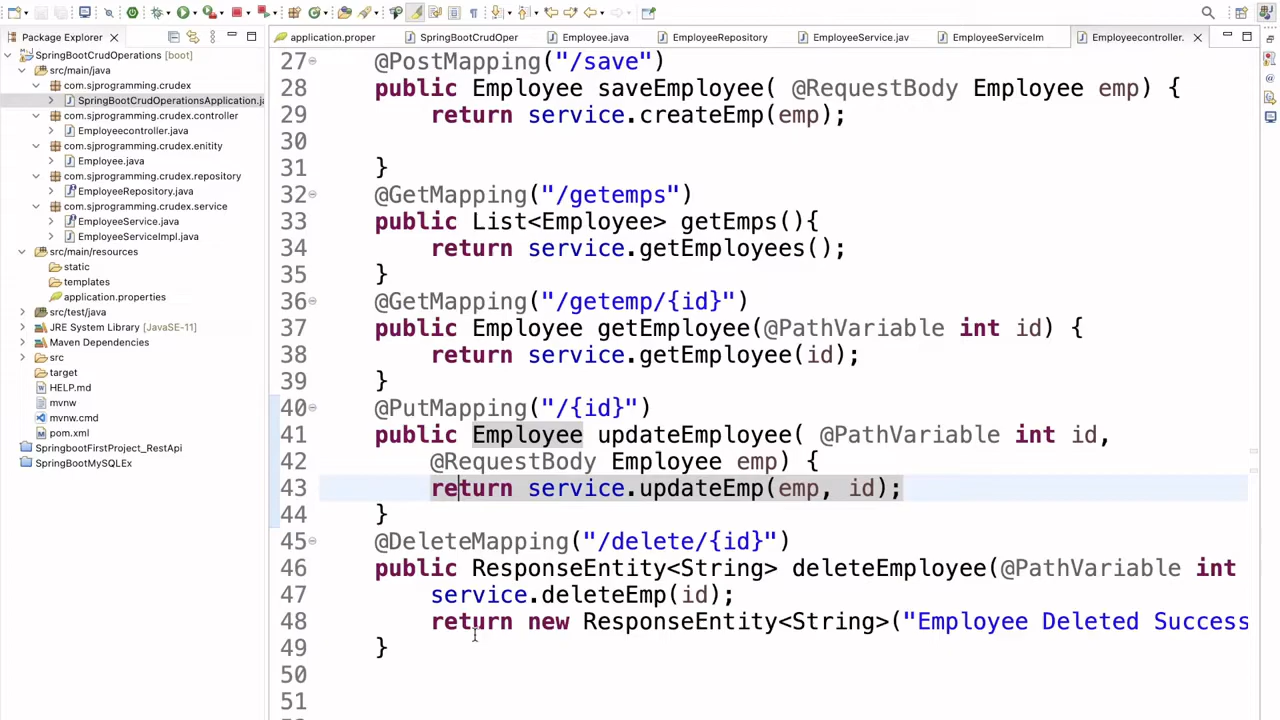 Package Explorer
SpringBootCrudOperations [boot]
src/main/java
com.sjprogramming.crudex
SpringBootCrudOperationsApplication.ja
com.sjprogramming.crudex.controller
Employeecontroller.java
com.sjprogramming.crudex.enitity
Employee.java
com.sjprogramming.crudex.repository
EmployeeRepository.java
com.sjprogramming.crudex.service
EmployeeService.java
EmployeeServiceImpl.java
src/main/resources
static
templates
application.properties
src/test/java
JRE System Library [JavaSE-11]
Maven Dependencies
src
target
HELP.md
mvnw
mvnw.cmd
pom.xml
SpringbootFirstProject_RestApi
SpringBootMySQLEx
application.proper SpringBootCrudOper Employee.java EmployeeRepository EmployeeService.jav EmployeeServiceIm Employeecontroller.
27 @PostMapping("/save")
28 public Employee saveEmployee( @RequestBody Employee emp) {
29 return service.createEmp(emp);
30
31 }
32 @GetMapping("/getemps")
33 public List<Employee> getEmps(){
34 return service.getEmployees();
35 }
36 @GetMapping("/getemp/{id}")
37 public Employee getEmployee(@PathVariable int id) {
38 return service.getEmployee(id);
39 }
40 @PutMapping("/{id}")
41 public Employee updateEmployee( @PathVariable int id,
42 @RequestBody Employee emp) {
43 return service.updateEmp(emp, id);
44 }
45 @DeleteMapping("/delete/{id}")
46 public ResponseEntity<String> deleteEmployee(@PathVariable int
47 service.deleteEmp(id);
48 return new ResponseEntity<String>("Employee Deleted Success
49 }
50
51